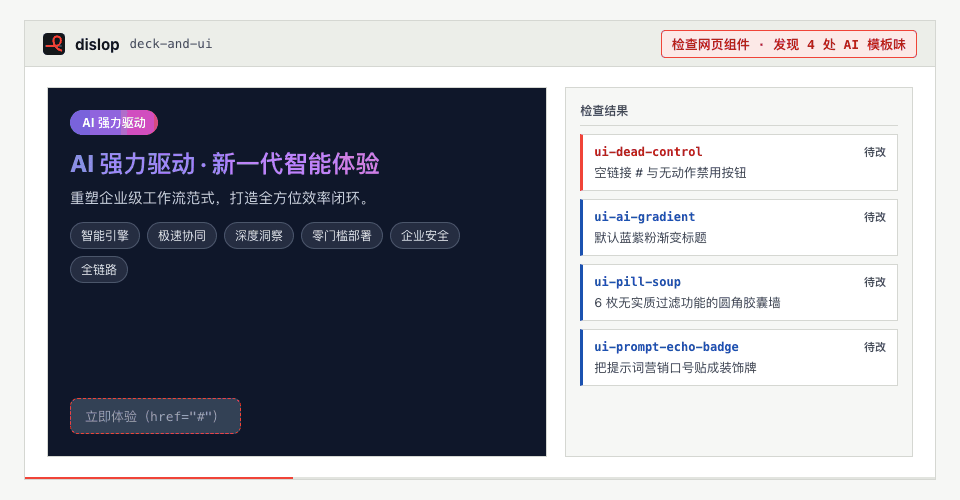 dislop deck-and-ui
检查网页组件 · 发现 4 处 AI 模板味
AI 强力驱动
AI 强力驱动 · 新一代智能体验
重塑企业级工作流范式，打造全方位效率闭环。
智能引擎 极速协同 深度洞察 零门槛部署 企业安全
全链路
立即体验（href="#"）
检查结果
ui-dead-control 待改
空链接 # 与无动作禁用按钮
ui-ai-gradient 待改
默认蓝紫粉渐变标题
ui-pill-soup 待改
6 枚无实质过滤功能的圆角胶囊墙
ui-prompt-echo-badge 待改
把提示词营销口号贴成装饰牌